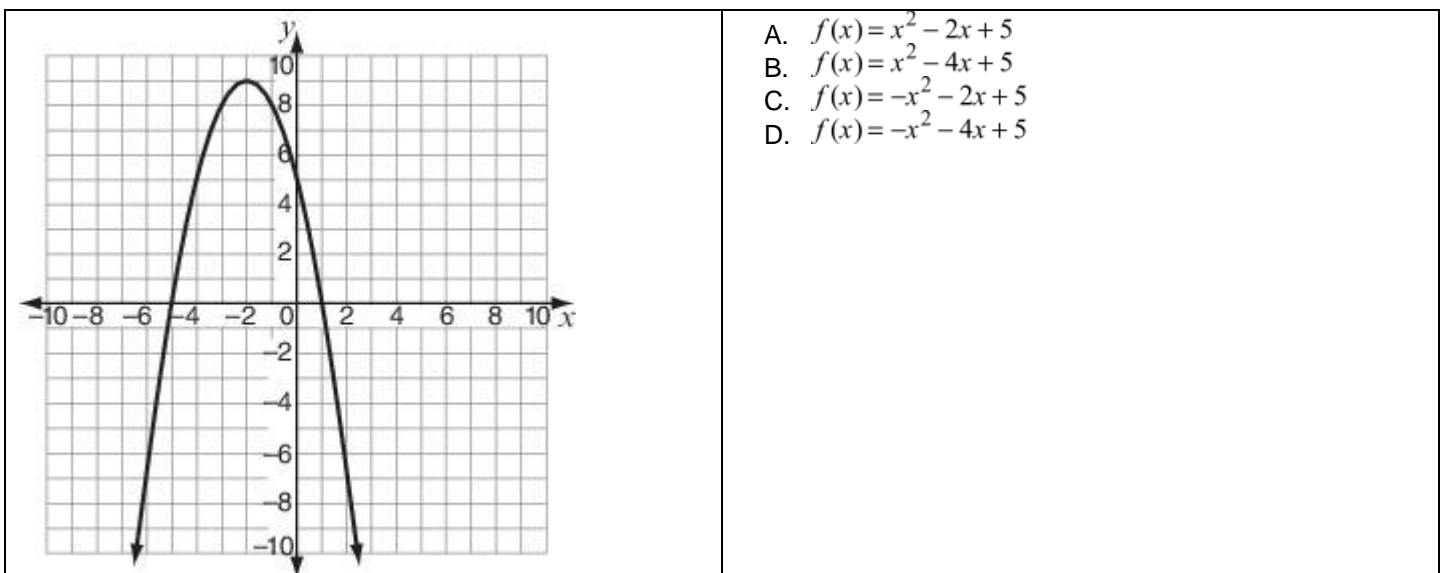 y
10
8
6
4
2
–10 –8 –6 –4 –2 0 2 4 6 8 10 x
–2
–4
–6
–8
–10
A. f(x) = x² – 2x + 5
B. f(x) = x² – 4x + 5
C. f(x) = –x² – 2x + 5
D. f(x) = –x² – 4x + 5